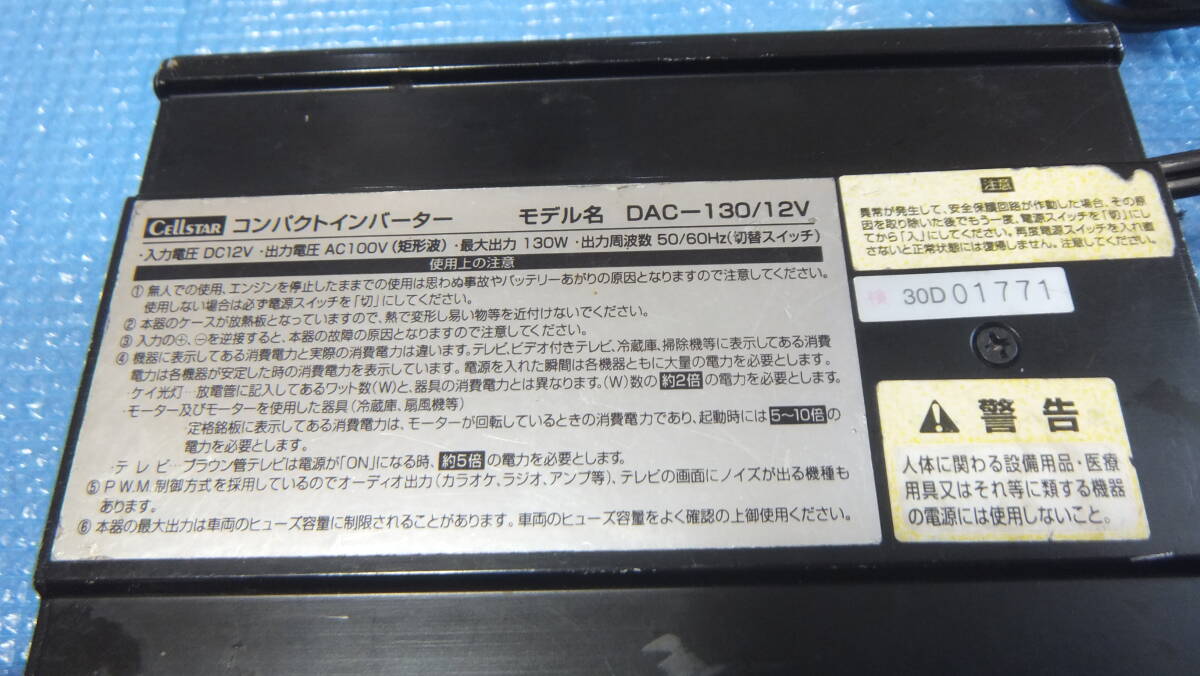 CELLSTAR コンパクトインバーター モデル名 DAC-130/12V
・入力電圧 DC12V ・出力電圧 AC100V(矩形波)・最大出力 130W ・出力周波数 50/60Hz(切替スイッチ)
使用上の注意
① 無人での使用、エンジンを停止したままでの使用は思わぬ事故やバッテリーあがりの原因となりますので注意してください。
使用しない場合は必ず電源スイッチを「切」にしてください。
② 本器のケースが放熱板となっていますので、熱で変形し易い物等を近付けないでください。
③ 入力の⊕、⊖を逆接すると、本器の故障の原因となりますので注意してください。
④ 機器に表示してある消費電力と実際の消費電力は違います。テレビ、ビデオ付きテレビ、冷蔵庫、掃除機等に表示してある消費
電力は各機器が安定した時の消費電力を表示しています。電源を入れた瞬間は各機器ともに大量の電力を必要とします。
・ケイ光灯…放電管に記入してあるワット数(W)と、器具の消費電力とは異なります。(W)数の 約2倍 の電力を必要とします。
・モーター及びモーターを使用した器具(冷蔵庫、扇風機等)
定格銘板に表示してある消費電力は、モーターが回転しているときの消費電力であり、起動時には 5~10倍 の
電力を必要とします。
・テレビ…ブラウン管テレビは電源が「ON」になる時、約5倍 の電力を必要とします。
⑤ P.W.M.制御方式を採用しているのでオーディオ出力(カラオケ、ラジオ、アンプ等)、テレビの画面にノイズが出る機種も
あります。
⑥ 本器の最大出力は車両のヒューズ容量に制限されることがあります。車両のヒューズ容量をよく確認の上御使用ください。
注意
異常が発生して、安全保護回路が作動した場合、その原
因を取り除いた後でもう一度、電源スイッチを「切」にし
てから「入」にしてください。再度電源スイッチを入れ直
さないと正常状態には復帰しません。注意してください。
検 30D01771
警告
人体に関わる設備用品・医療
用具又はそれ等に類する機器
の電源には使用しないこと。